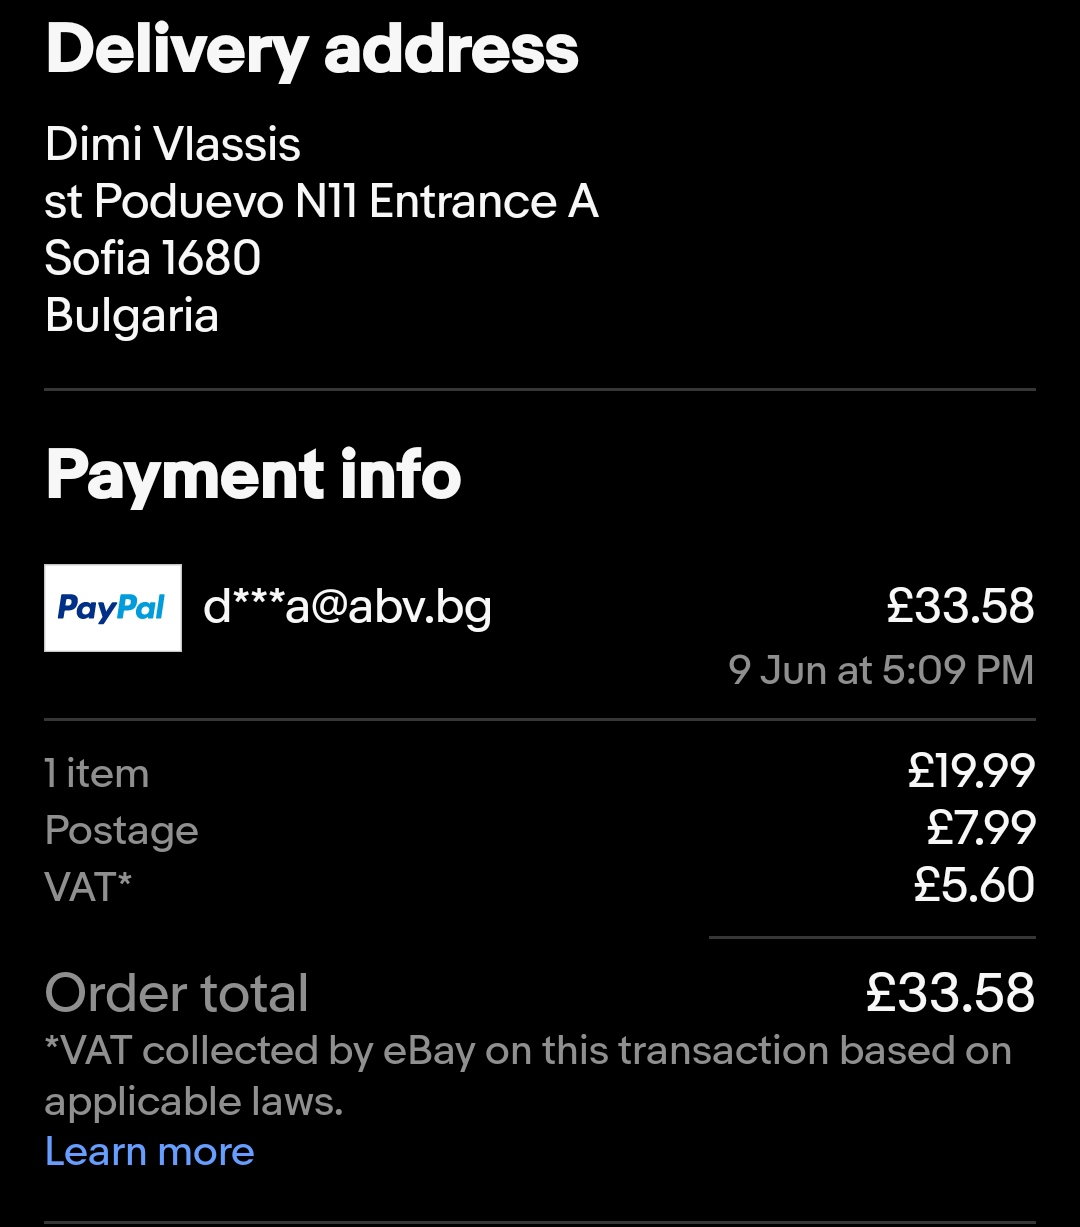 Delivery address
Dimi Vlassis
st Poduevo N11 Entrance A
Sofia 1680
Bulgaria
Payment info
PayPal d***a@abv.bg £33.58
9 Jun at 5:09 PM
1 item £19.99
Postage £7.99
VAT* £5.60
Order total £33.58
*VAT collected by eBay on this transaction based on
applicable laws.
Learn more